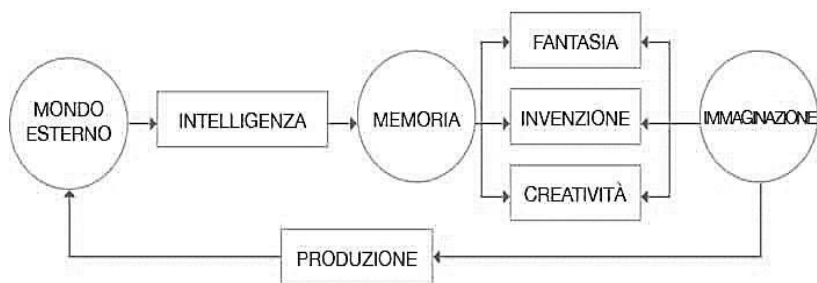 MONDO
ESTERNO
INTELLIGENZA
MEMORIA
FANTASIA
INVENZIONE
CREATIVITÀ
IMMAGINAZIONE
PRODUZIONE